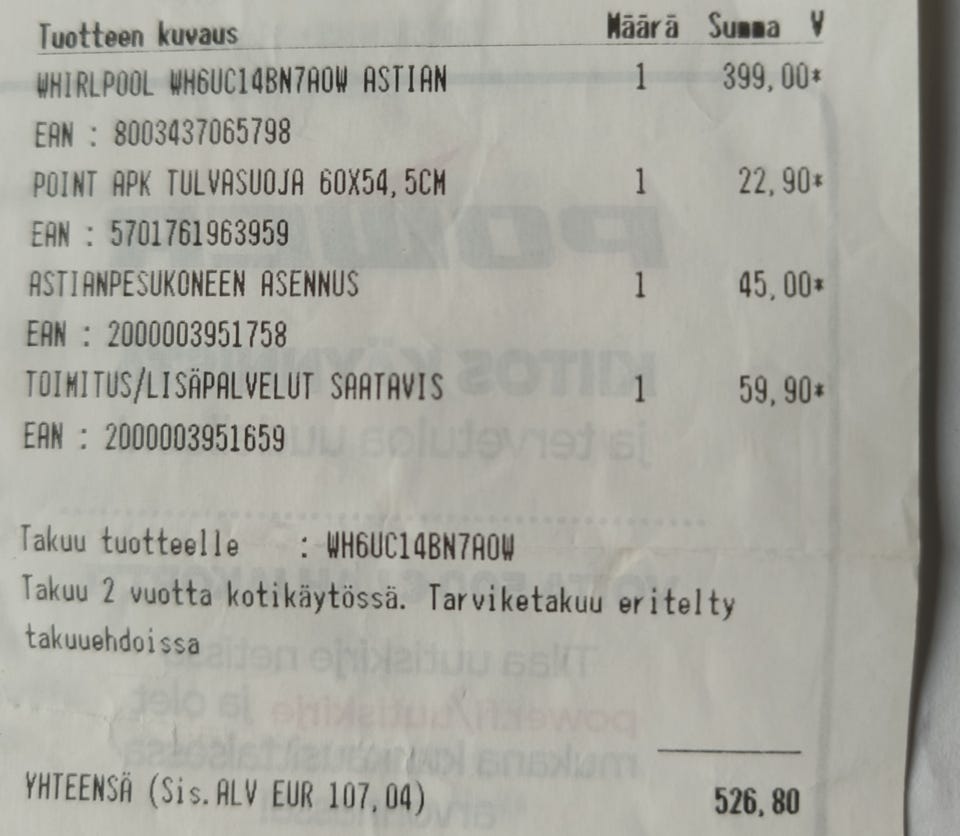 Tuotteen kuvaus Määrä Summa V
WHIRLPOOL WH6UC14BN7A0W ASTIAN 1 399,00*
EAN : 8003437065798
POINT APK TULVASUOJA 60X54,5CM 1 22,90*
EAN : 5701761963959
ASTIANPESUKONEEN ASENNUS 1 45,00*
EAN : 2000003951758
TOIMITUS/LISÄPALVELUT SAATAVIS 1 59,90*
EAN : 2000003951659
Takuu tuotteelle : WH6UC14BN7A0W
Takuu 2 vuotta kotikäytössä. Tarviketakuu eritelty
takuuehdoissa
YHTEENSÄ (Sis.ALV EUR 107,04) 526,80